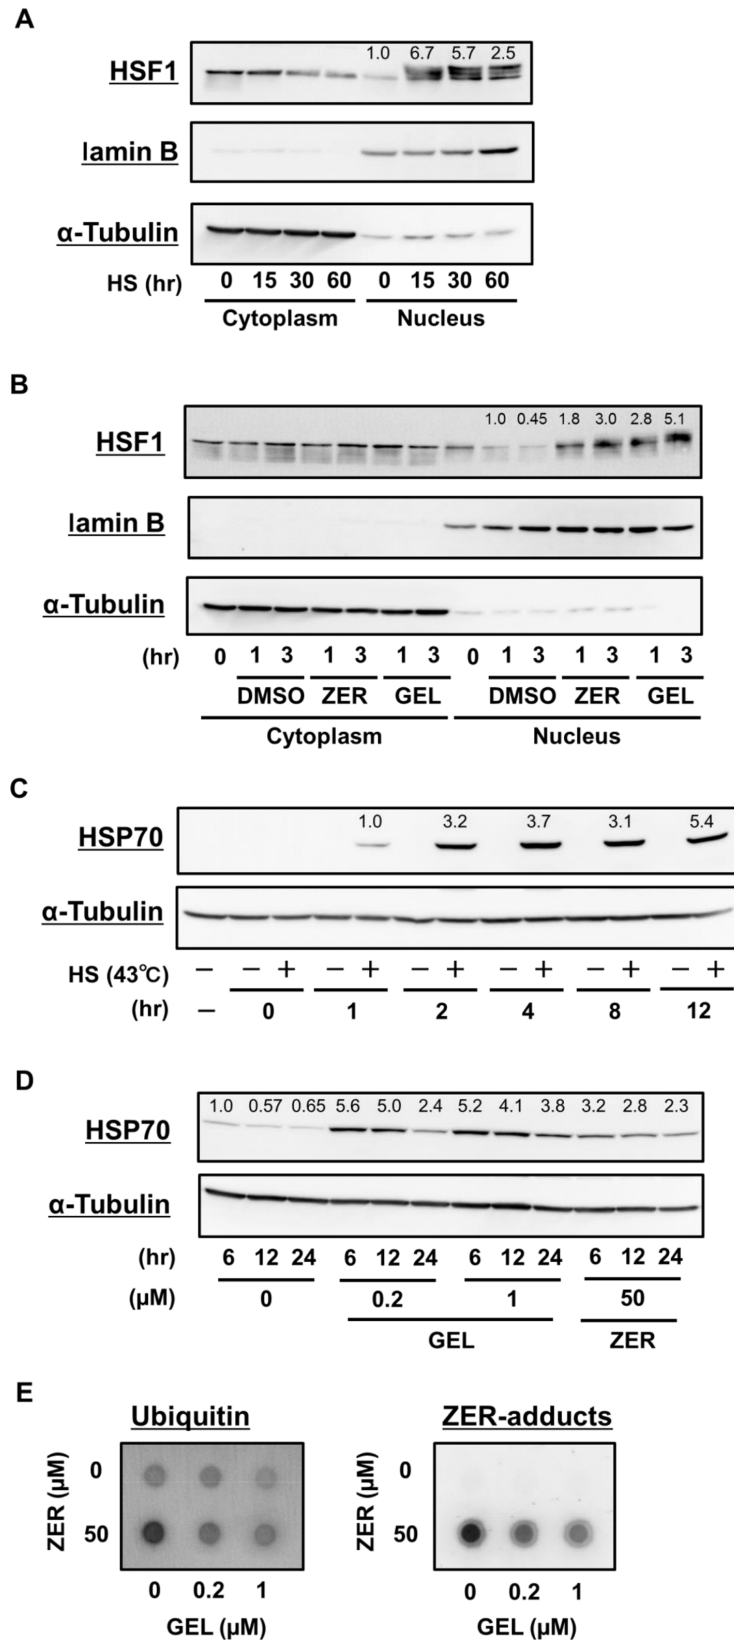 A
1.0 6.7 5.7 2.5
HSF1
lamin B
α-Tubulin
HS (hr) 0 15 30 60 0 15 30 60
Cytoplasm Nucleus
B
1.0 0.45 1.8 3.0 2.8 5.1
HSF1
lamin B
α-Tubulin
(hr) 0 1 3 1 3 1 3 0 1 3 1 3 1 3
DMSO ZER GEL DMSO ZER GEL
Cytoplasm Nucleus
C
1.0 3.2 3.7 3.1 5.4
HSP70
α-Tubulin
HS (43℃) − − + − + − + − + − + − +
(hr) − 0 1 2 4 8 12
D
1.0 0.57 0.65 5.6 5.0 2.4 5.2 4.1 3.8 3.2 2.8 2.3
HSP70
α-Tubulin
(hr) 6 12 24 6 12 24 6 12 24 6 12 24
(μM) 0 0.2 1 50
GEL ZER
E
Ubiquitin ZER-adducts
ZER (μM) 0 50
ZER (μM) 0 50
0 0.2 1 0 0.2 1
GEL (μM) GEL (μM)